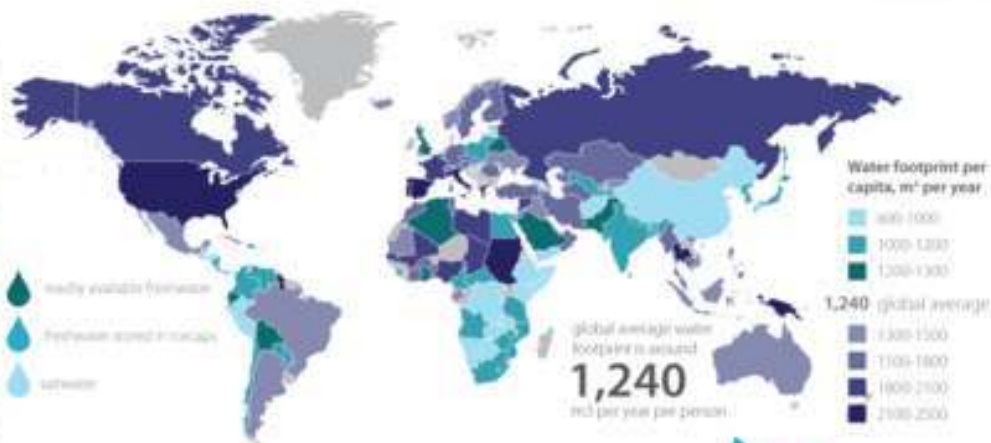 Water footprint per
capita, m³ per year
600-1000
1000-1200
1200-1300
1,240 global average
1300-1500
1500-1800
1800-2100
2100-2500
readily available freshwater
freshwater stored in icecaps
saltwater
global average water
footprint is around
1,240
m3 per year per person